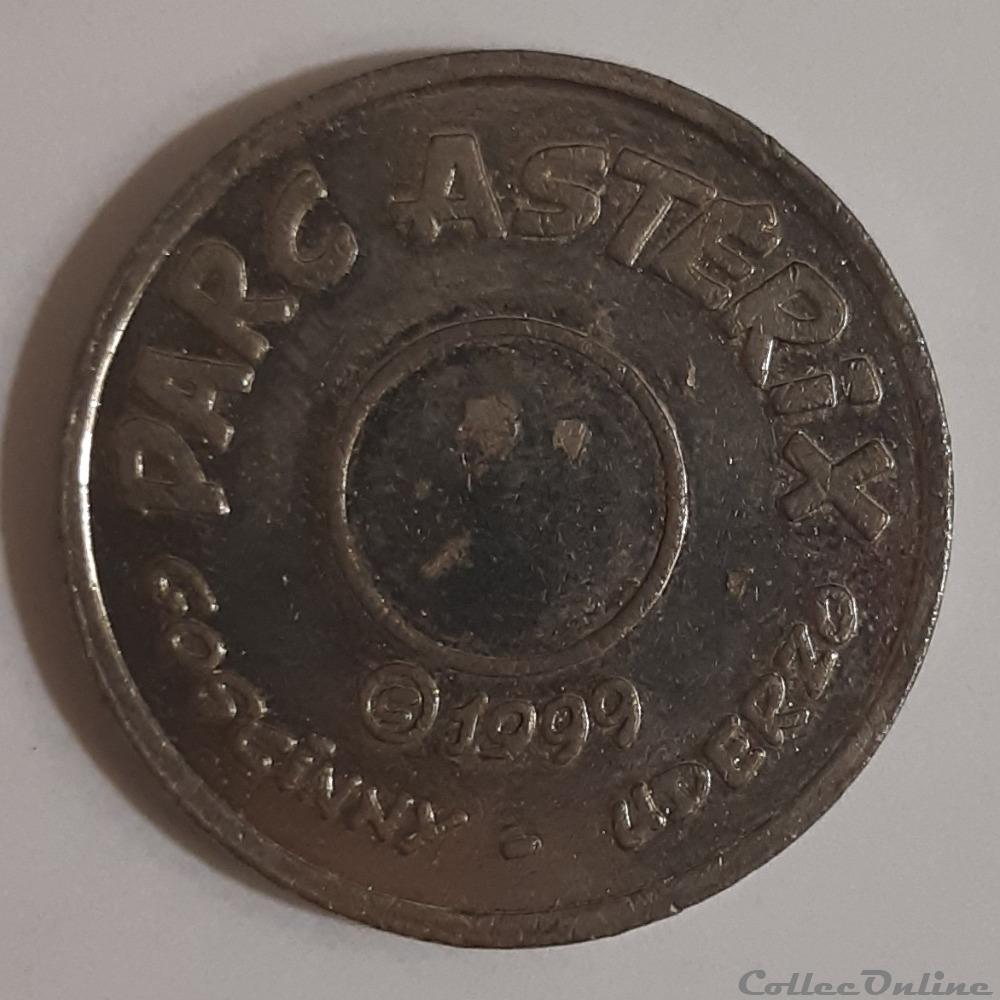 PARC ASTERiX
© 1999
GOSCiNNY - UDERZO
CollecOnline